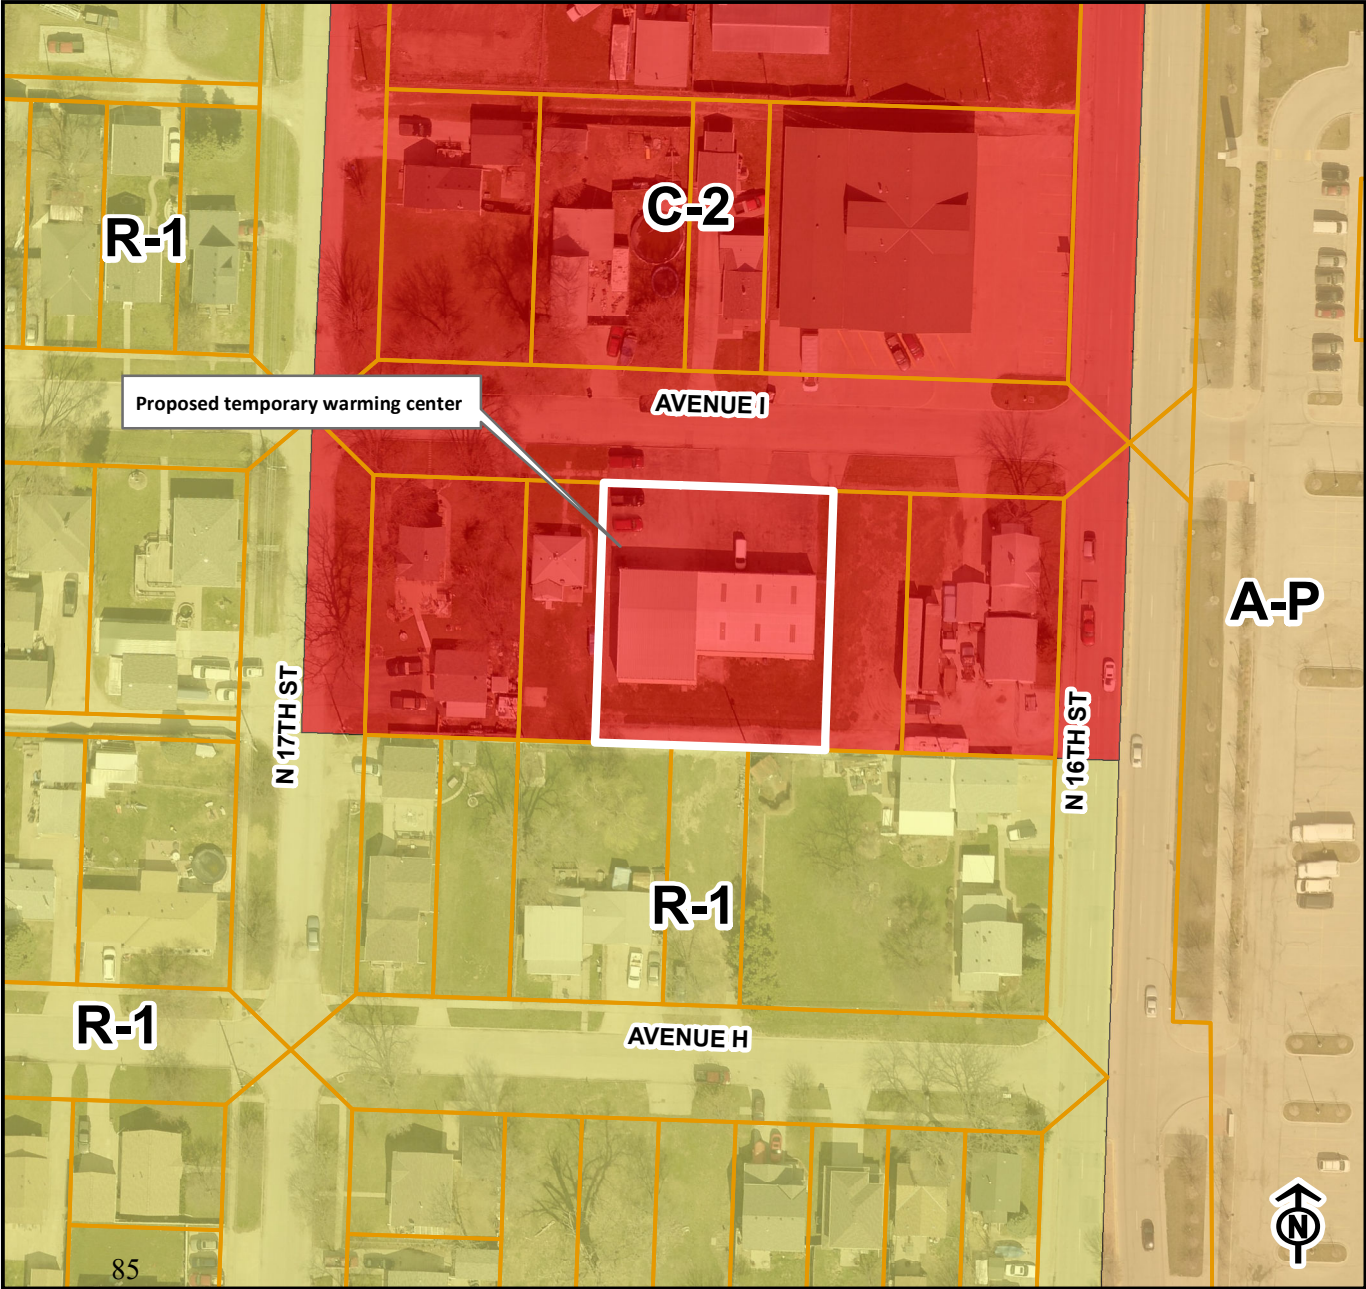 C-2
R-1
Proposed temporary warming center
AVENUE I
A-P
N 17TH ST
N 16TH ST
R-1
R-1
AVENUE H
N
85